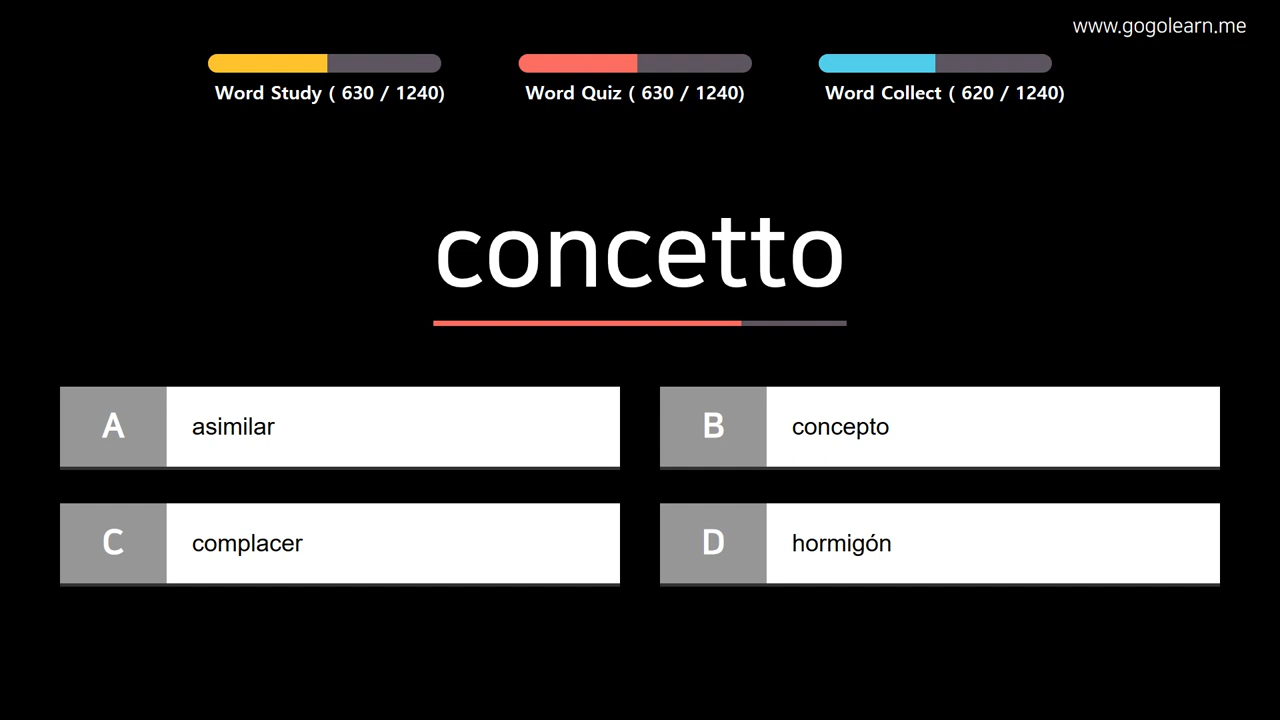 www.gogolearn.me
Word Study ( 630 / 1240)
Word Quiz ( 630 / 1240)
Word Collect ( 620 / 1240)
concetto
A
asimilar
B
concepto
C
complacer
D
hormigón